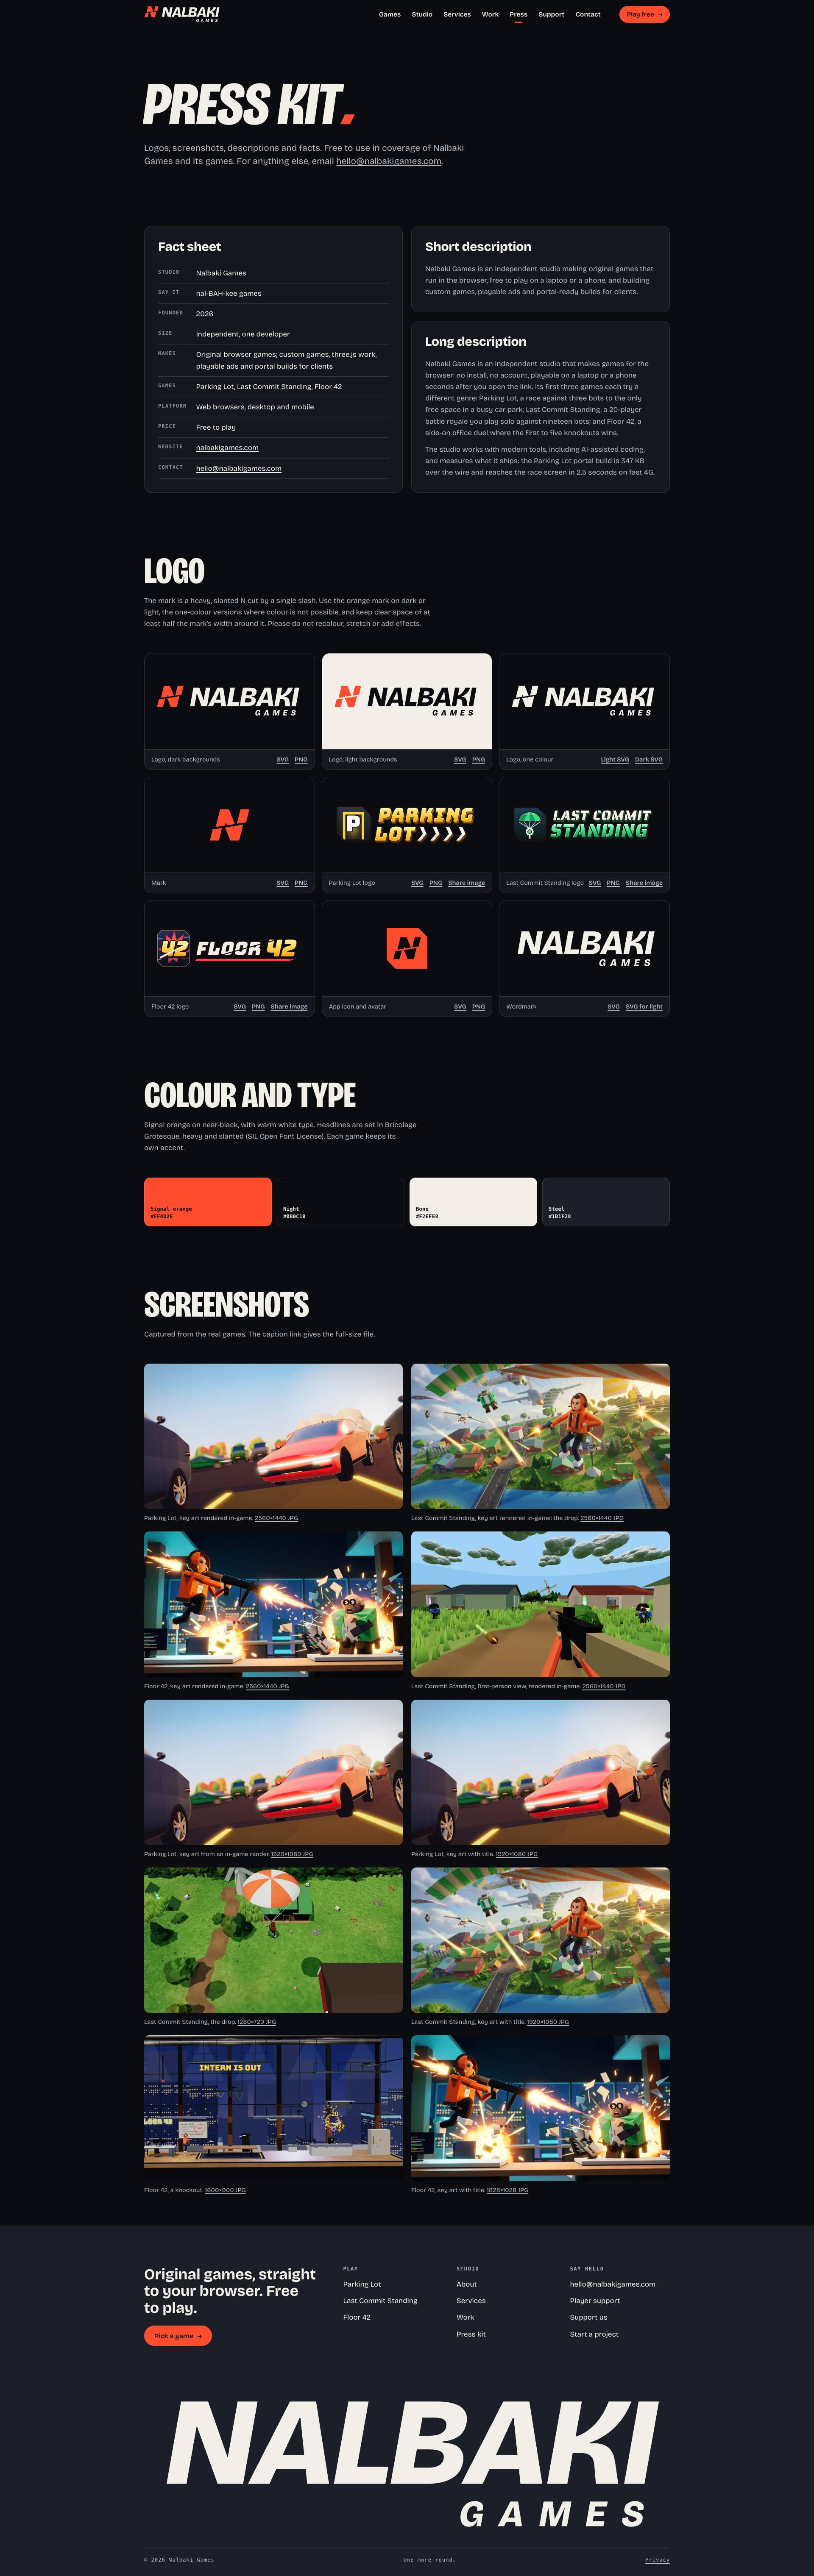 NALBAKI
GAMES
Games Studio Services Work Press Support Contact Play free →
PRESS KIT.
Logos, screenshots, descriptions and facts. Free to use in coverage of Nalbaki
Games and its games. For anything else, email hello@nalbakigames.com.
Fact sheet
STUDIO Nalbaki Games
SAY IT nal-BAH-kee games
FOUNDED 2026
SIZE Independent, one developer
MAKES Original browser games; custom games, three.js work,
playable ads and portal builds for clients
GAMES Parking Lot, Last Commit Standing, Floor 42
PLATFORM Web browsers, desktop and mobile
PRICE Free to play
WEBSITE nalbakigames.com
CONTACT hello@nalbakigames.com
Short description
Nalbaki Games is an independent studio making original games that
run in the browser, free to play on a laptop or a phone, and building
custom games, playable ads and portal-ready builds for clients.
Long description
Nalbaki Games is an independent studio that makes games for the
browser: no install, no account, playable on a laptop or a phone
seconds after you open the link. Its first three games each try a
different genre: Parking Lot, a race against three bots to the only
free space in a busy car park; Last Commit Standing, a 20-player
battle royale you play solo against nineteen bots; and Floor 42, a
side-on office duel where the first to five knockouts wins.
The studio works with modern tools, including AI-assisted coding,
and measures what it ships: the Parking Lot portal build is 347 KB
over the wire and reaches the race screen in 2.5 seconds on fast 4G.
LOGO
The mark is a heavy, slanted N cut by a single slash. Use the orange mark on dark or
light, the one-colour versions where colour is not possible, and keep clear space of at
least half the mark's width around it. Please do not recolour, stretch or add effects.
NALBAKI
GAMES
Logo, dark backgrounds SVG PNG
NALBAKI
GAMES
Logo, light backgrounds SVG PNG
NALBAKI
GAMES
Logo, one colour Light SVG Dark SVG
N
Mark SVG PNG
P PARKING
LOT
Parking Lot logo SVG PNG Share image
LAST COMMIT
STANDING
Last Commit Standing logo SVG PNG Share image
42 FLOOR 42
Floor 42 logo SVG PNG Share image
N
App icon and avatar SVG PNG
NALBAKI
GAMES
Wordmark SVG SVG for light
COLOUR AND TYPE
Signal orange on near-black, with warm white type. Headlines are set in Bricolage
Grotesque, heavy and slanted (SIL Open Font License). Each game keeps its
own accent.
Signal orange
#FF4D2E
Night
#0B0C10
Bone
#F2EFE8
Steel
#1B1F28
SCREENSHOTS
Captured from the real games. The caption link gives the full-size file.
Parking Lot, key art rendered in-game. 2560×1440 JPG
Last Commit Standing, key art rendered in-game: the drop. 2560×1440 JPG
Floor 42, key art rendered in-game. 2560×1440 JPG
Last Commit Standing, first-person view, rendered in-game. 2560×1440 JPG
Parking Lot, key art from an in-game render. 1920×1080 JPG
Parking Lot, key art with title. 1920×1080 JPG
Last Commit Standing, the drop. 1280×720 JPG
Last Commit Standing, key art with title. 1920×1080 JPG
INTERN IS OUT
Floor 42, a knockout. 1600×900 JPG
Floor 42, key art with title. 1828×1028 JPG
Original games, straight
to your browser. Free
to play.
Pick a game →
PLAY
Parking Lot
Last Commit Standing
Floor 42
STUDIO
About
Services
Work
Press kit
SAY HELLO
hello@nalbakigames.com
Player support
Support us
Start a project
NALBAKI
GAMES
© 2026 Nalbaki Games One more round. Privacy